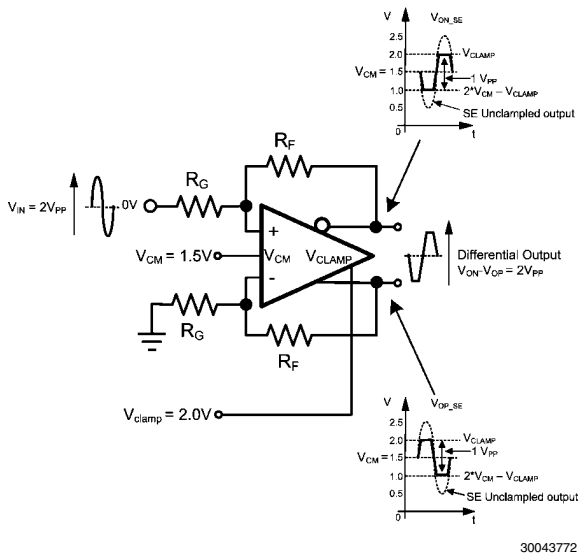 V
V_ON_SE
2.5
2.0
V_CLAMP
V_CM = 1.5
1 V_PP
1.0
2*V_CM – V_CLAMP
0.5
SE Unclamped output
0
t
R_F
R_G
V_IN = 2V_PP
0V
+
V_CM = 1.5V
V_CM
V_CLAMP
-
Differential Output
V_ON-V_OP = 2V_PP
R_G
R_F
V_clamp = 2.0V
V
V_OP_SE
2.5
2.0
V_CLAMP
V_CM = 1.5
1 V_PP
1.0
2*V_CM – V_CLAMP
0.5
SE Unclamped output
0
t
30043772